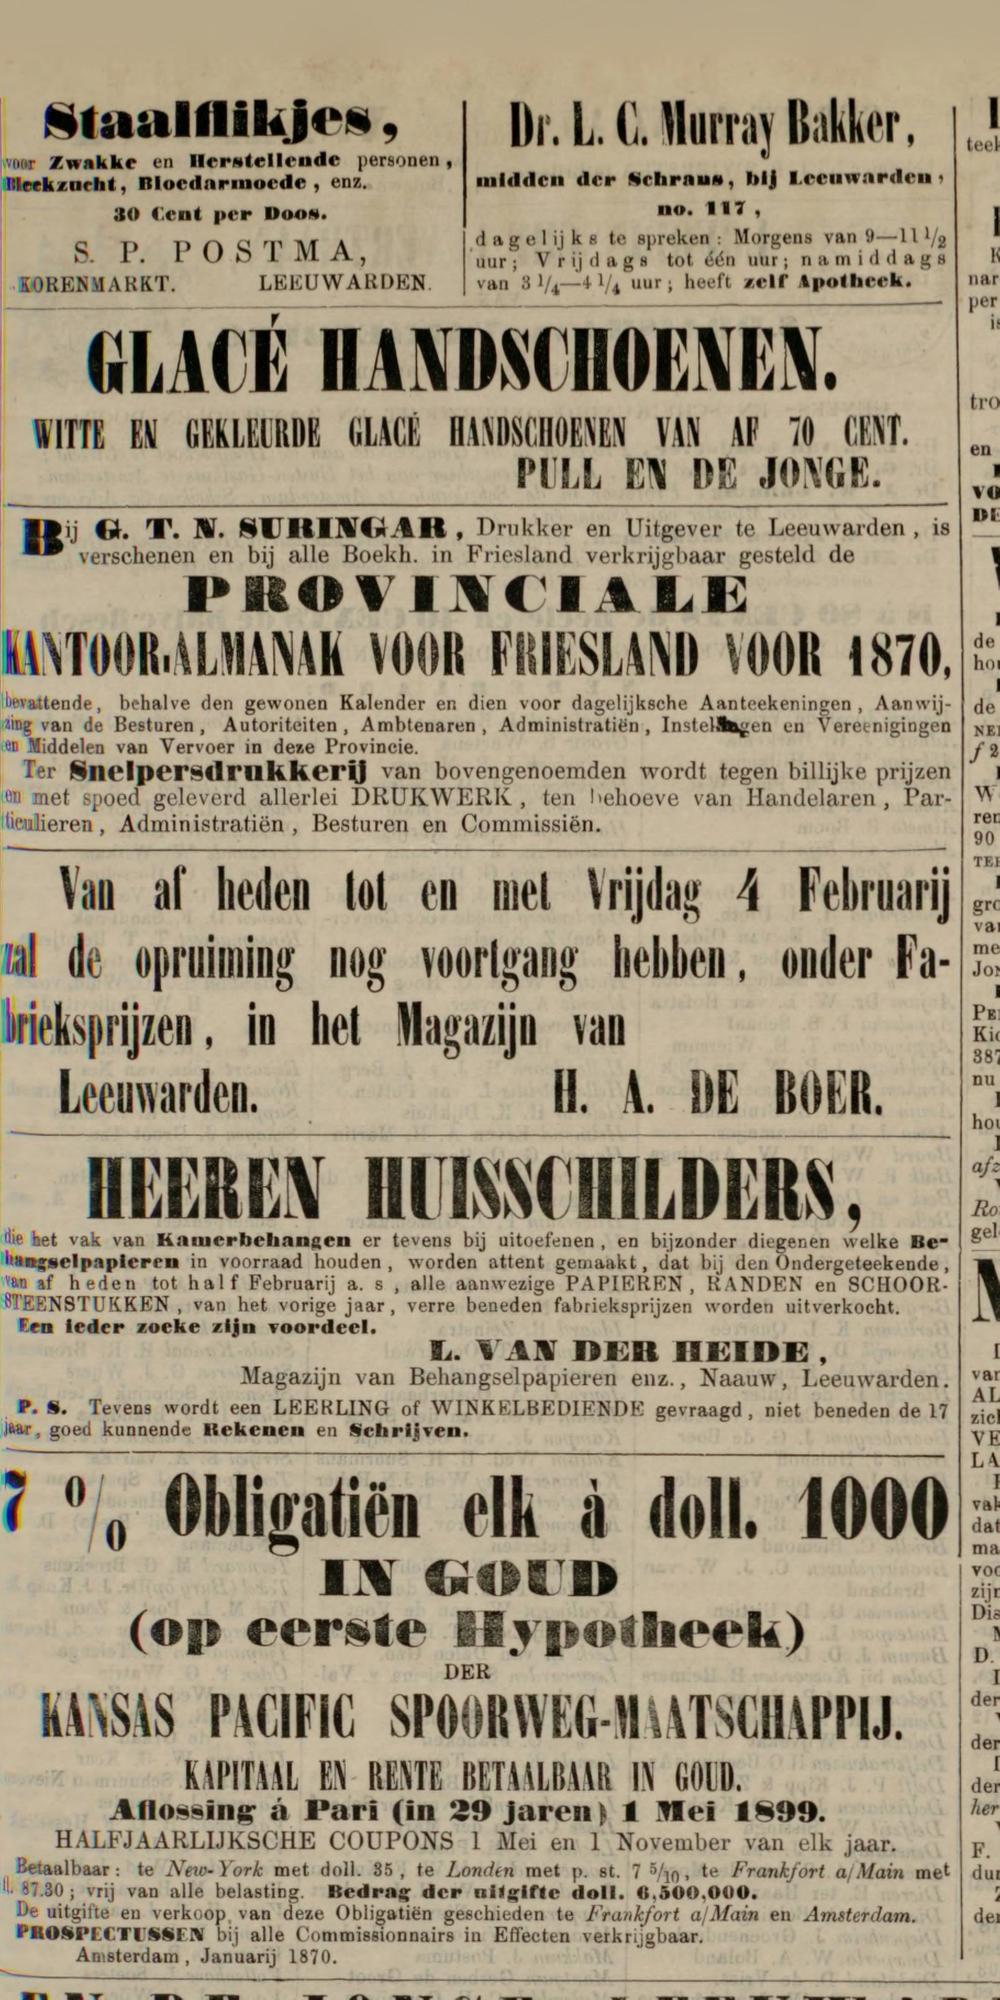 Staalflikjes,
voor Zwakke en Herstellende personen,
Bleekzucht, Bloedarmoede, enz.
30 Cent per Doos.
S. P. POSTMA,
KORENMARKT. LEEUWARDEN.
Dr. L. C. Murray Bakker,
midden der Schrans, bij Leeuwarden,
no. 117,
dagelijks te spreken: Morgens van 9—11 1/2
uur; Vrijdags tot één uur; namiddags
van 3 1/4—4 1/4 uur; heeft zelf Apotheek.
GLACÉ HANDSCHOENEN.
WITTE EN GEKLEURDE GLACÉ HANDSCHOENEN VAN AF 70 CENT.
PULL EN DE JONGE.
Bij G. T. N. SURINGAR, Drukker en Uitgever te Leeuwarden, is
verschenen en bij alle Boekh. in Friesland verkrijgbaar gesteld de
PROVINCIALE
KANTOOR-ALMANAK VOOR FRIESLAND VOOR 1870,
bevattende, behalve den gewonen Kalender en dien voor dagelijksche Aanteekeningen, Aanwij-
zing van de Besturen, Autoriteiten, Ambtenaren, Administratiën, Instellingen en Vereenigingen
en Middelen van Vervoer in deze Provincie.
Ter Snelpersdrukkerij van bovengenoemden wordt tegen billijke prijzen
en met spoed geleverd allerlei DRUKWERK, ten behoeve van Handelaren, Par-
ticulieren, Administratiën, Besturen en Commissiën.
Van af heden tot en met Vrijdag 4 Februarij
zal de opruiming nog voortgang hebben, onder Fa-
brieksprijzen, in het Magazijn van
Leeuwarden. H. A. DE BOER.
HEEREN HUISSCHILDERS,
die het vak van Kamerbehangen er tevens bij uitoefenen, en bijzonder diegenen welke Be-
hangselpapieren in voorraad houden, worden attent gemaakt, dat bij den Ondergeteekende,
van af heden tot half Februarij a. s, alle aanwezige PAPIEREN, RANDEN en SCHOOR-
STEENSTUKKEN, van het vorige jaar, verre beneden fabrieksprijzen worden uitverkocht.
Een ieder zoeke zijn voordeel.
L. VAN DER HEIDE,
Magazijn van Behangselpapieren enz., Naauw, Leeuwarden.
P. S. Tevens wordt een LEERLING of WINKELBEDIENDE gevraagd, niet beneden de 17
jaar, goed kunnende Rekenen en Schrijven.
7 0/0 Obligatiën elk à doll. 1000
IN GOUD
(op eerste Hypotheek)
DER
KANSAS PACIFIC SPOORWEG-MAATSCHAPPIJ.
KAPITAAL EN RENTE BETAALBAAR IN GOUD.
Aflossing á Pari (in 29 jaren) 1 Mei 1899.
HALFJAARLIJKSCHE COUPONS 1 Mei en 1 November van elk jaar.
Betaalbaar: te New-York met doll. 35, te Londen met p. st. 7 5/10, te Frankfort a/Main met
fl. 87.30; vrij van alle belasting. Bedrag der uitgifte doll. 6,500,000.
De uitgifte en verkoop van deze Obligatiën geschieden te Frankfort a/Main en Amsterdam.
PROSPECTUSSEN bij alle Commissionnairs in Effecten verkrijgbaar.
Amsterdam, Januarij 1870.